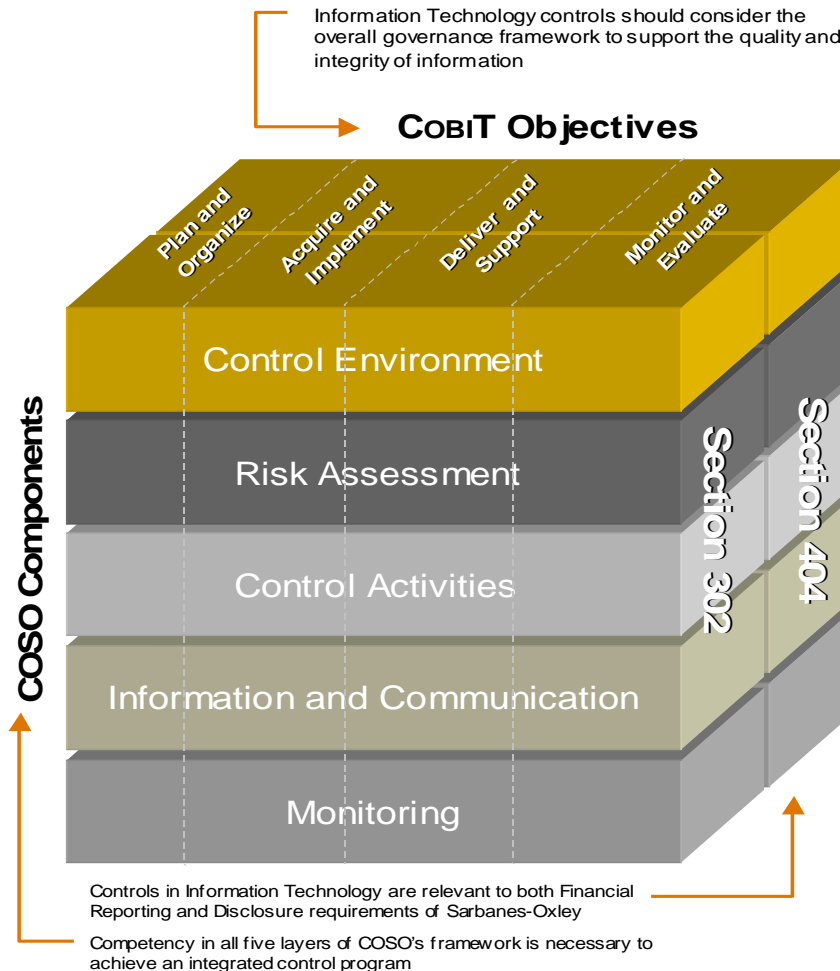 Information Technology controls should consider the
overall governance framework to support the quality and
integrity of information
COBIT Objectives
Plan and
Organize
Acquire and
Implement
Deliver and
Support
Monitor and
Evaluate
Control Environment
Risk Assessment
Control Activities
Information and Communication
Monitoring
Section 302
Section 404
COSO Components
Controls in Information Technology are relevant to both Financial
Reporting and Disclosure requirements of Sarbanes-Oxley
Competency in all five layers of COSO's framework is necessary to
achieve an integrated control program